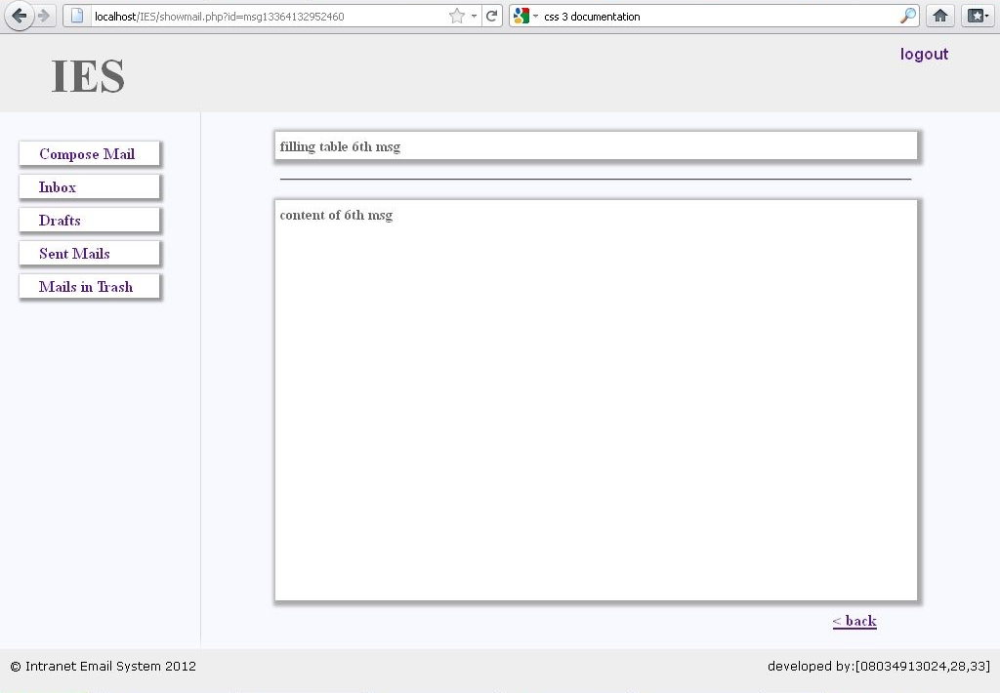 localhost/IES/showmail.php?id=msg13364132952460
css 3 documentation
IES
logout
Compose Mail
Inbox
Drafts
Sent Mails
Mails in Trash
filling table 6th msg
content of 6th msg
< back
© Intranet Email System 2012
developed by:[08034913024,28,33]